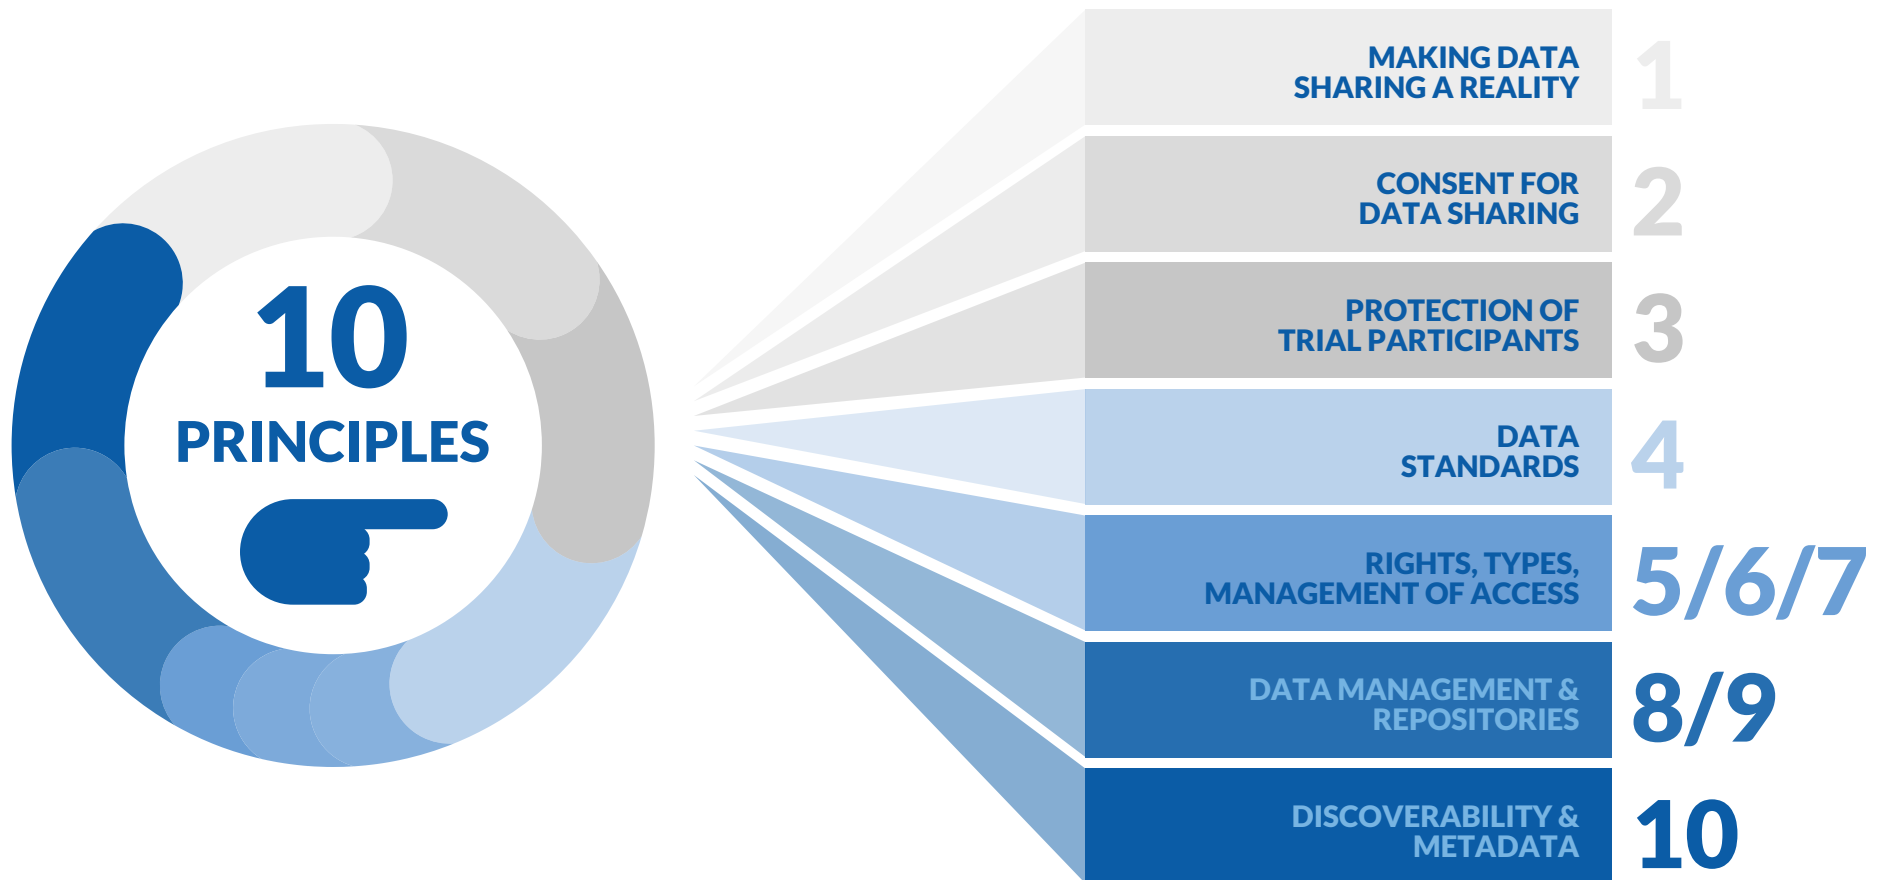 10
PRINCIPLES
MAKING DATA
SHARING A REALITY
1
CONSENT FOR
DATA SHARING
2
PROTECTION OF
TRIAL PARTICIPANTS
3
DATA
STANDARDS
4
RIGHTS, TYPES,
MANAGEMENT OF ACCESS
5/6/7
DATA MANAGEMENT &
REPOSITORIES
8/9
DISCOVERABILITY &
METADATA
10